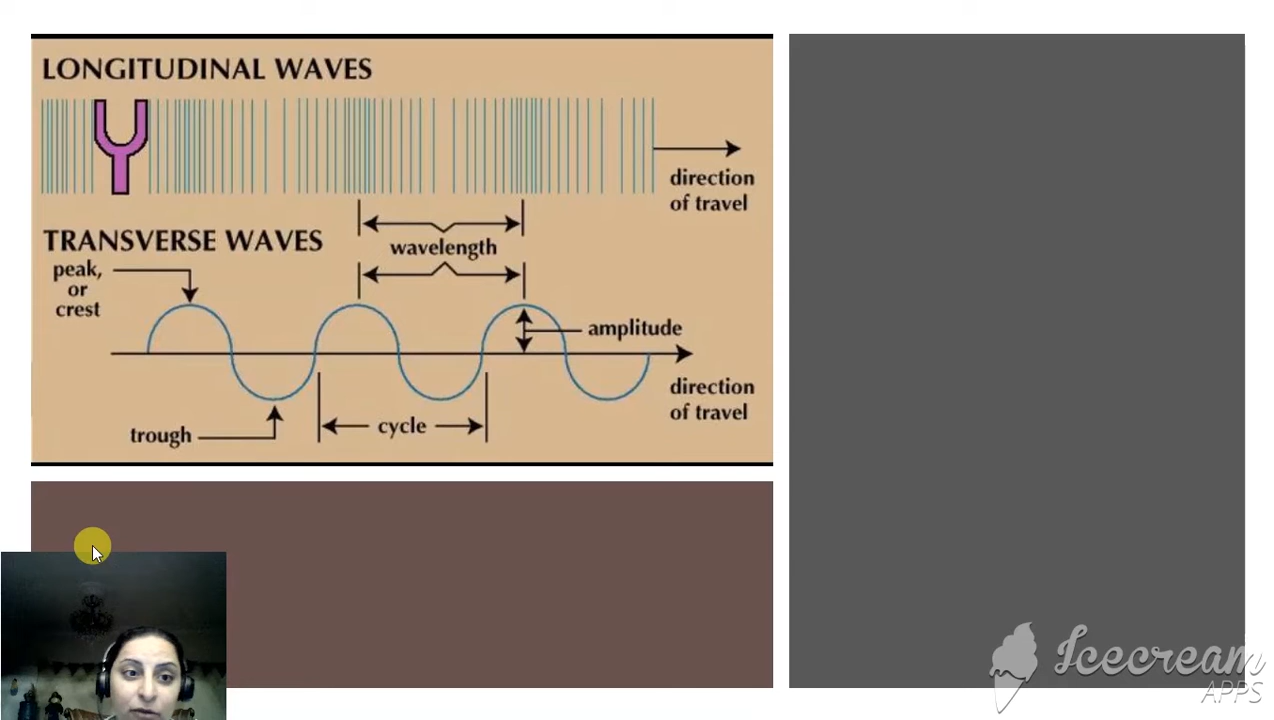 LONGITUDINAL WAVES
direction
of travel
wavelength
TRANSVERSE WAVES
peak,
or
crest
amplitude
direction
of travel
trough
cycle
Icecream
APPS